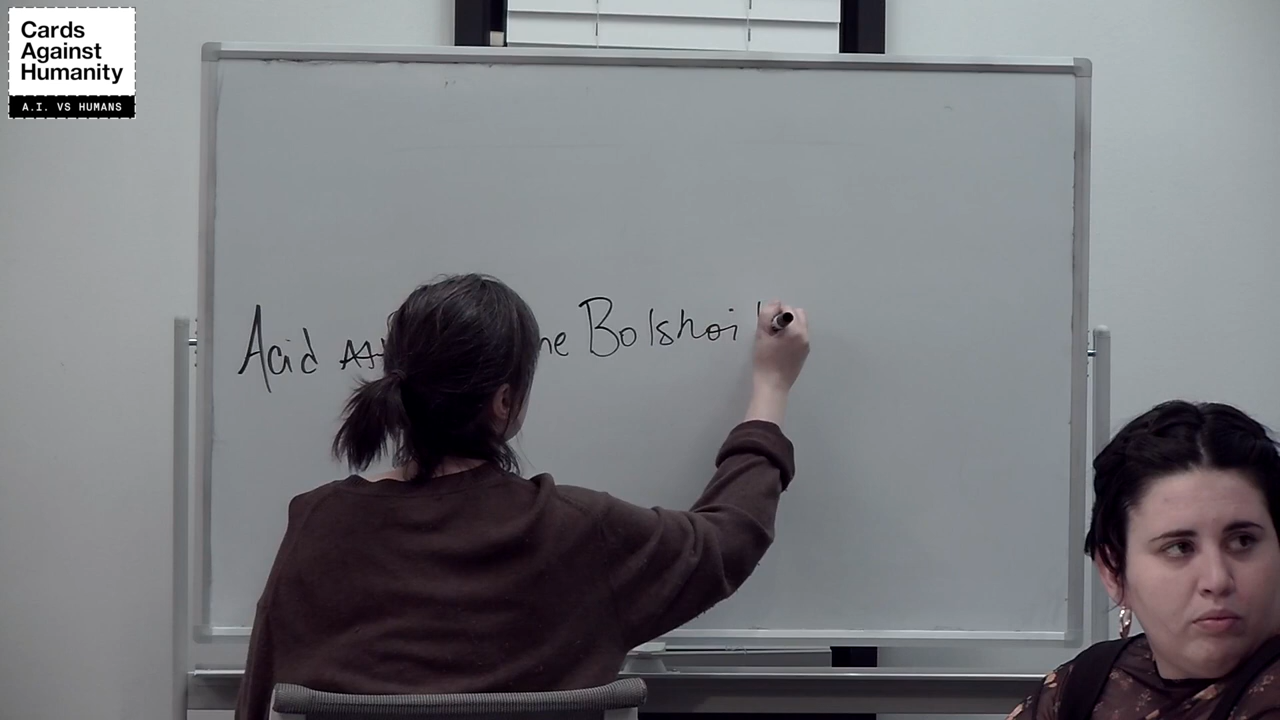 Cards
Against
Humanity
A.I. VS HUMANS
Acid Bolshoi